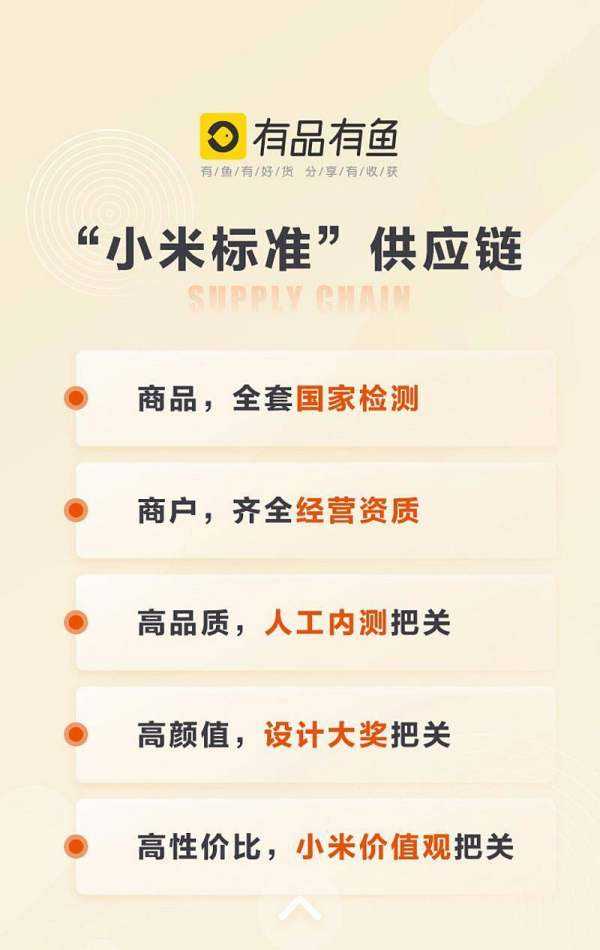 有品有鱼
有/鱼/有/好/货 分/享/有/收/获
“小米标准”供应链
SUPPLY CHAIN
商品，全套国家检测
商户，齐全经营资质
高品质，人工内测把关
高颜值，设计大奖把关
高性价比，小米价值观把关